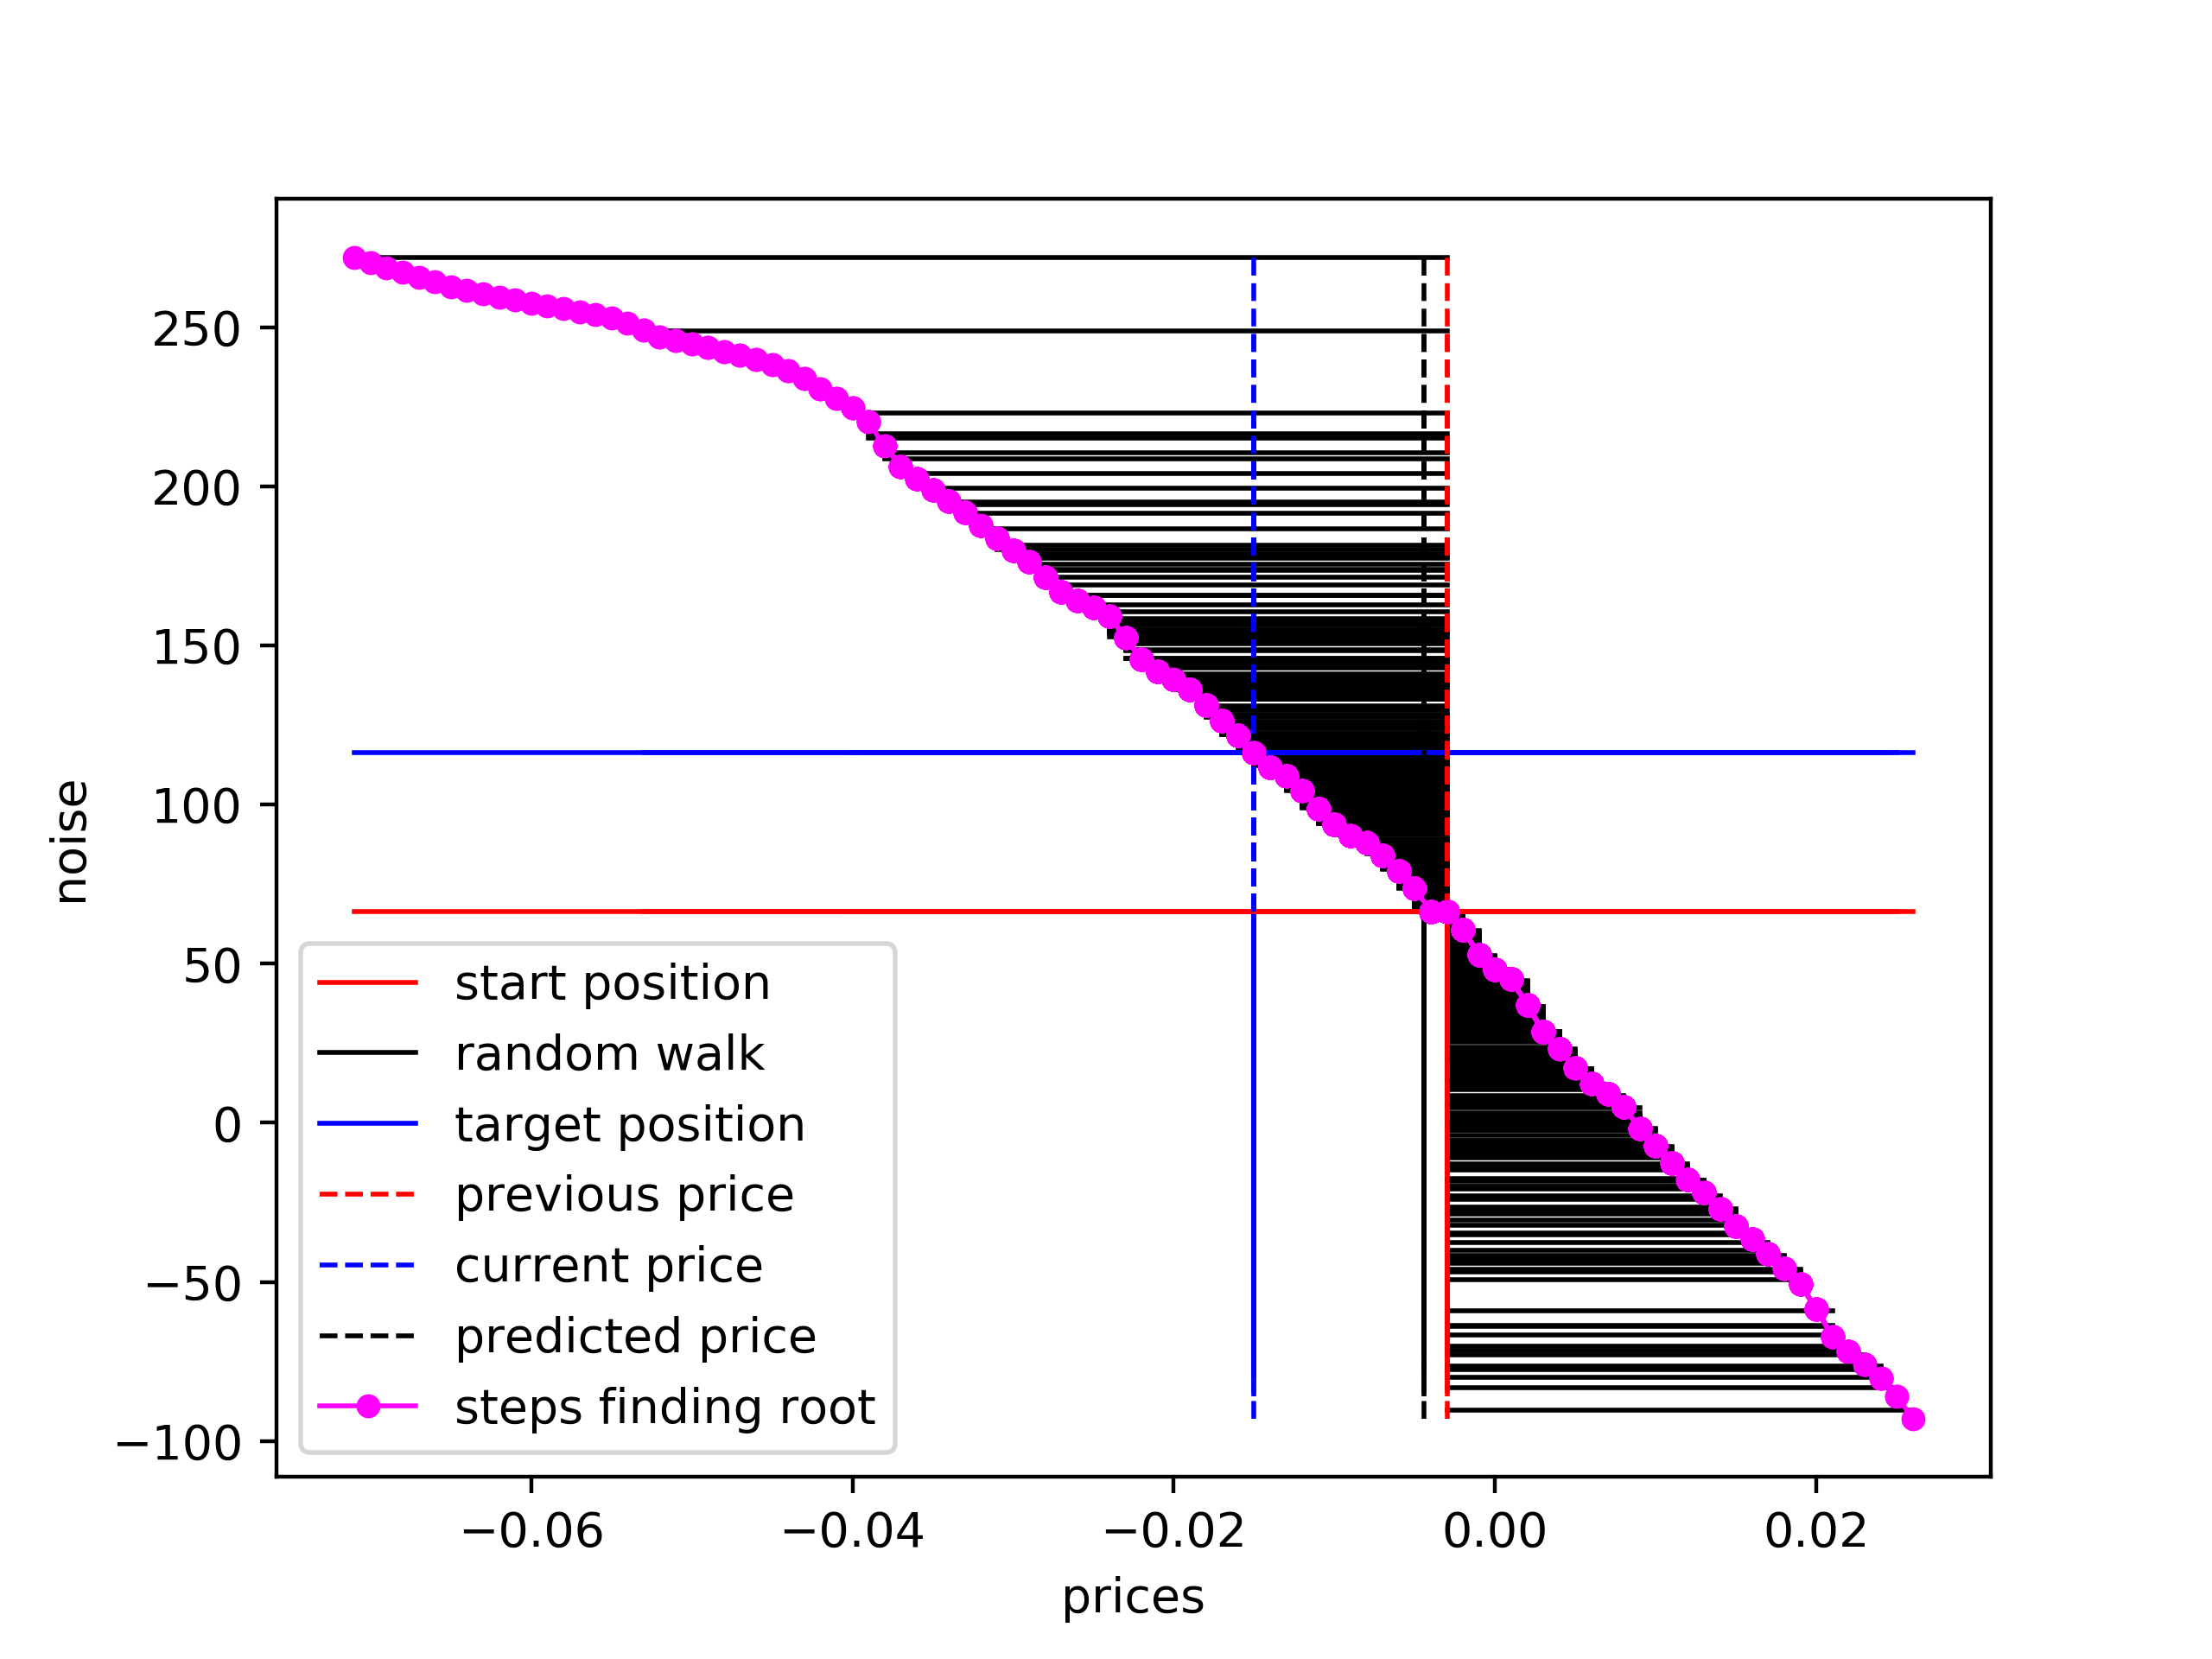 250
200
150
100
50
0
−50
−100
noise
start position
random walk
target position
previous price
current price
predicted price
steps finding root
−0.06
−0.04
−0.02
0.00
0.02
prices